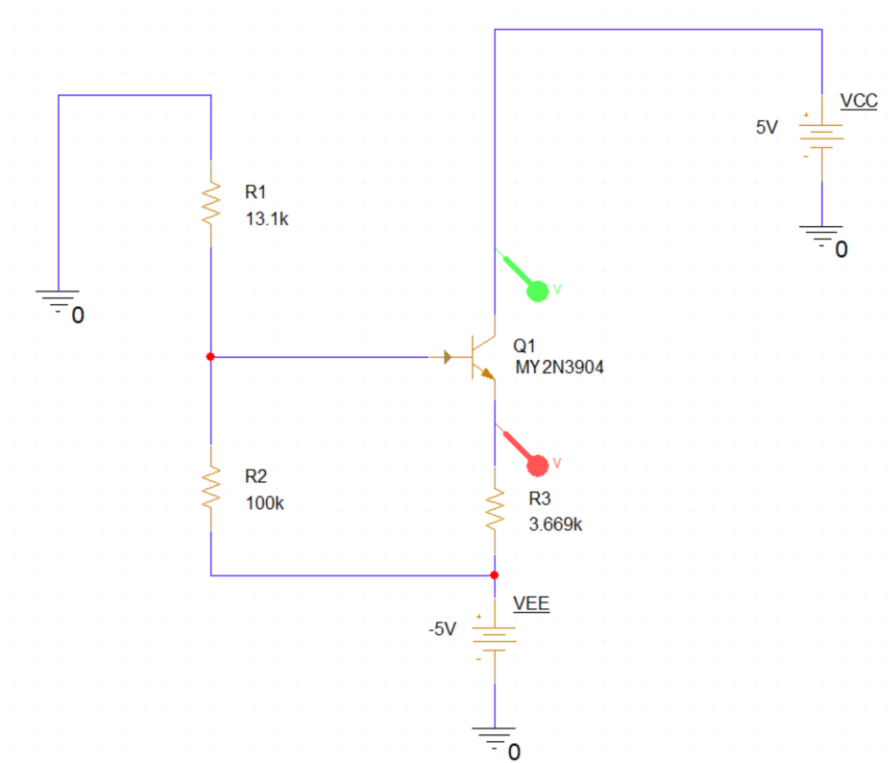 VCC
5V
0
R1
13.1k
0
V
Q1
MY2N3904
V
R2
100k
R3
3.669k
VEE
-5V
0